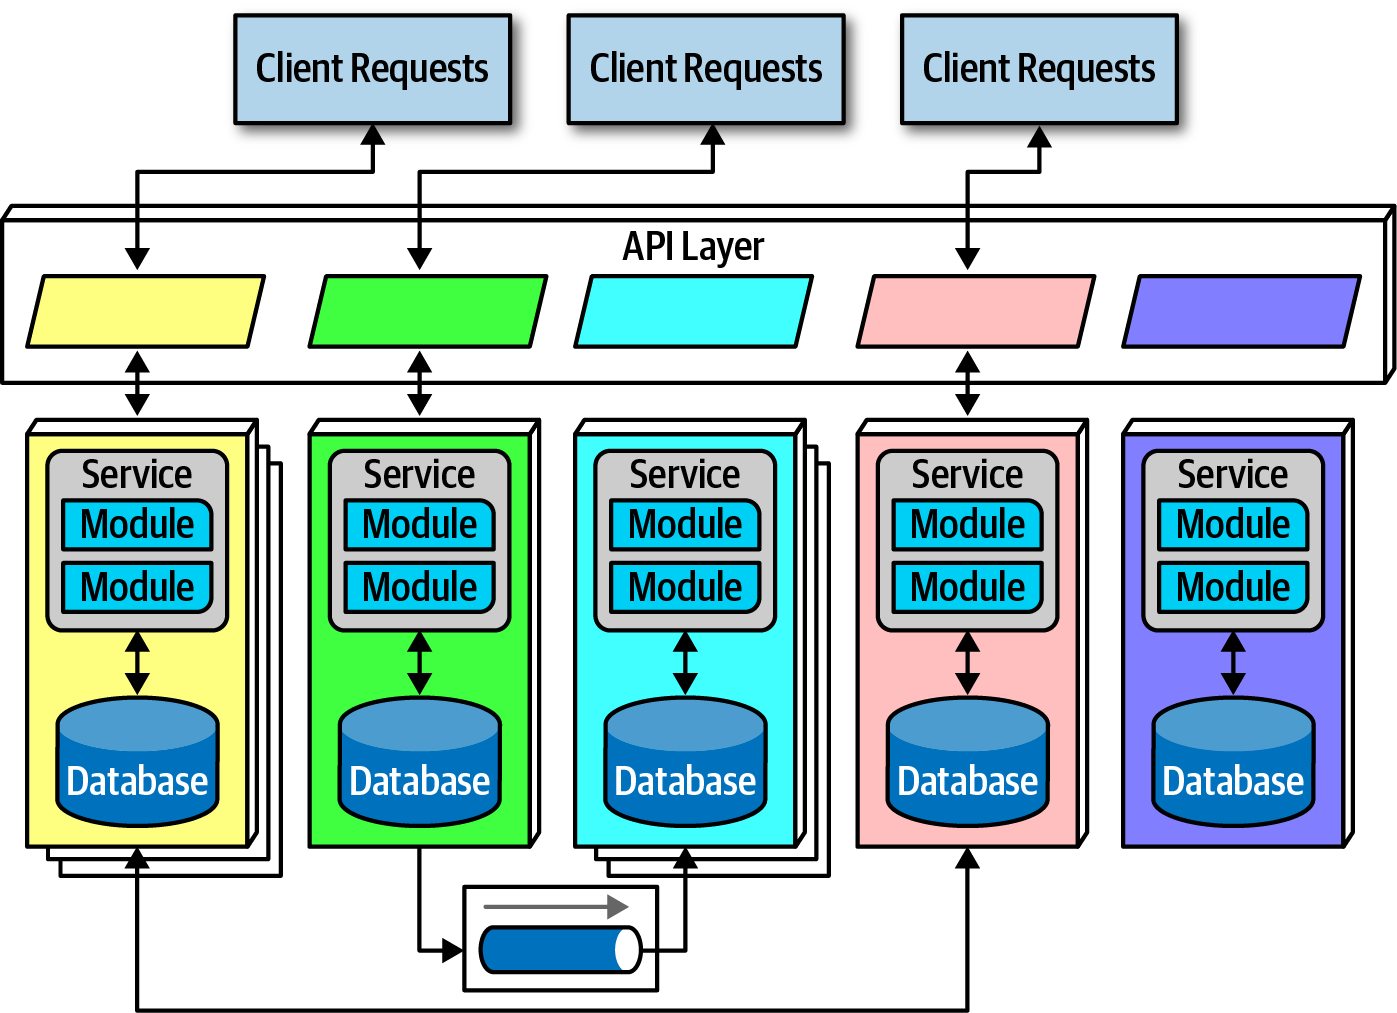 Client Requests
Client Requests
Client Requests
API Layer
Service
Module
Module
Database
Service
Module
Module
Database
Service
Module
Module
Database
Service
Module
Module
Database
Service
Module
Module
Database